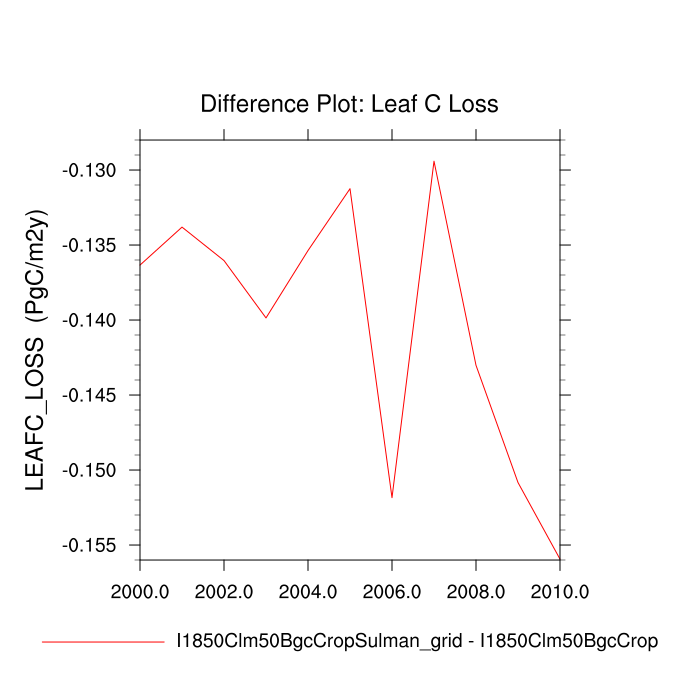 Difference Plot: Leaf C Loss
LEAFC_LOSS (PgC/m2y)
-0.130
-0.135
-0.140
-0.145
-0.150
-0.155
2000.0 2002.0 2004.0 2006.0 2008.0 2010.0
I1850Clm50BgcCropSulman_grid - I1850Clm50BgcCrop